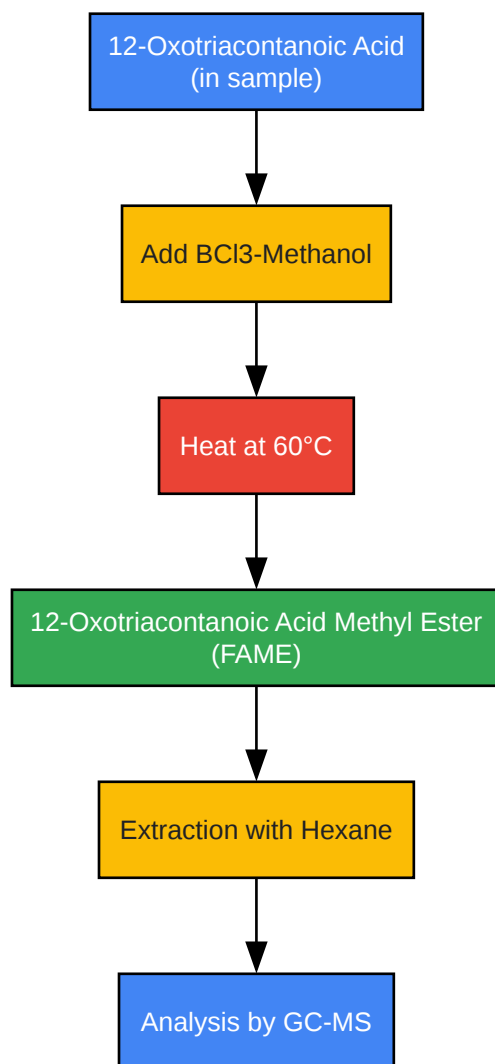 12-Oxotriacontanoic Acid
(in sample)
Add BCl3-Methanol
Heat at 60°C
12-Oxotriacontanoic Acid Methyl Ester
(FAME)
Extraction with Hexane
Analysis by GC-MS